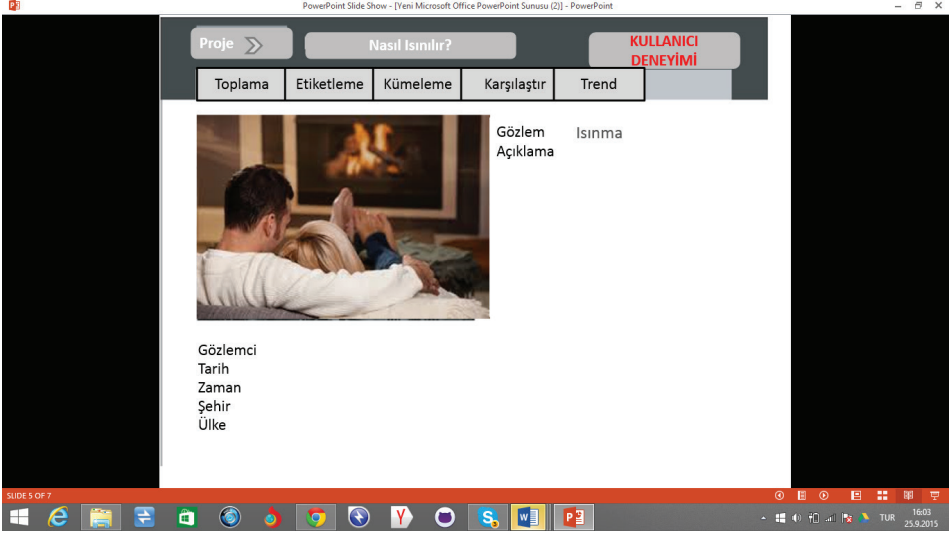 PowerPoint Slide Show - [Yeni Microsoft Office PowerPoint Sunusu (2)] - PowerPoint
Proje
Nasıl Isınılır?
KULLANICI
DENEYİMİ
Toplama
Etiketleme
Kümeleme
Karşılaştır
Trend
Gözlem
Isınma
Açıklama
Gözlemci
Tarih
Zaman
Şehir
Ülke
SLIDE 5 OF 7
TUR
16:03
25.9.2015